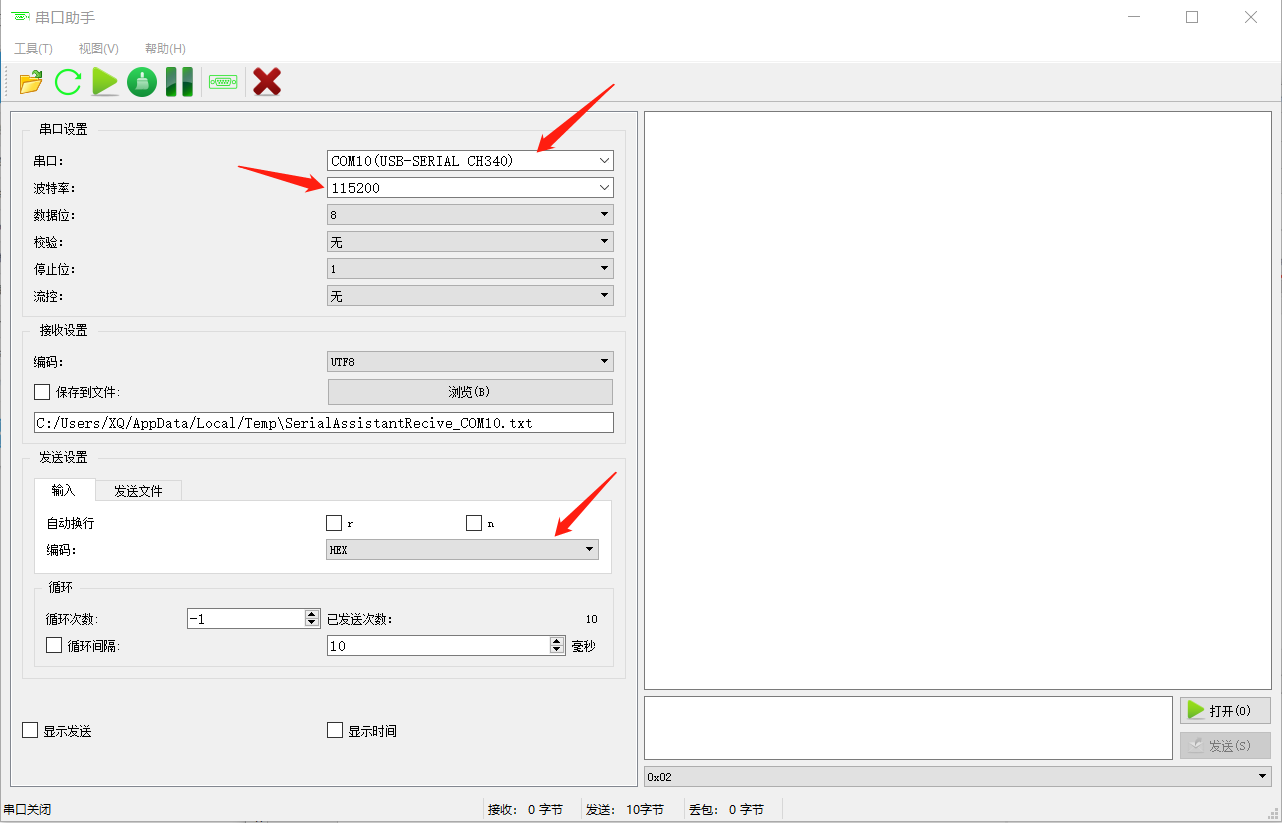 串口助手
工具(T) 视图(V) 帮助(H)
串口设置
串口: COM10(USB-SERIAL CH340)
波特率: 115200
数据位: 8
校验: 无
停止位: 1
流控: 无
接收设置
编码: UTF8
保存到文件: 浏览(B)
C:/Users/XQ/AppData/Local/Temp\SerialAssistantRecive_COM10.txt
发送设置
输入 发送文件
自动换行 r n
编码: HEX
循环
循环次数: -1 已发送次数: 10
循环间隔: 10 毫秒
显示发送 显示时间
打开(O)
发送(S)
0x02
串口关闭 接收: 0 字节 发送: 10字节 丢包: 0 字节